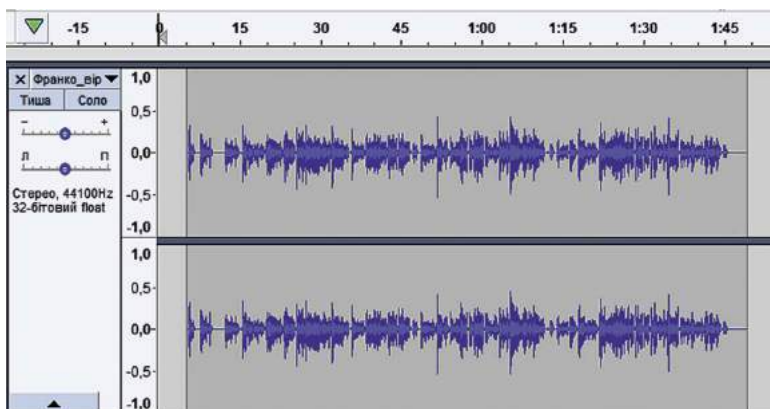 -15 0 15 30 45 1:00 1:15 1:30 1:45
× Франко_вір
Тиша Соло
- +
Л П
Стерео, 44100Hz
32-бітовий float
1,0
0,5
0,0
-0,5
-1,0
1,0
0,5
0,0
-0,5
-1,0